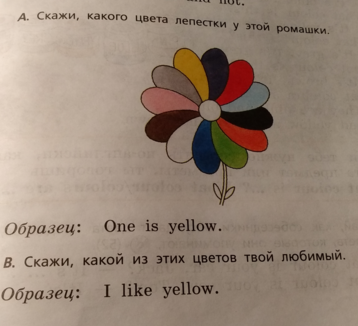 not.
А. Скажи, какого цвета лепестки у этой ромашки.
Образец: One is yellow.
В. Скажи, какой из этих цветов твой любимый.
Образец: I like yellow.